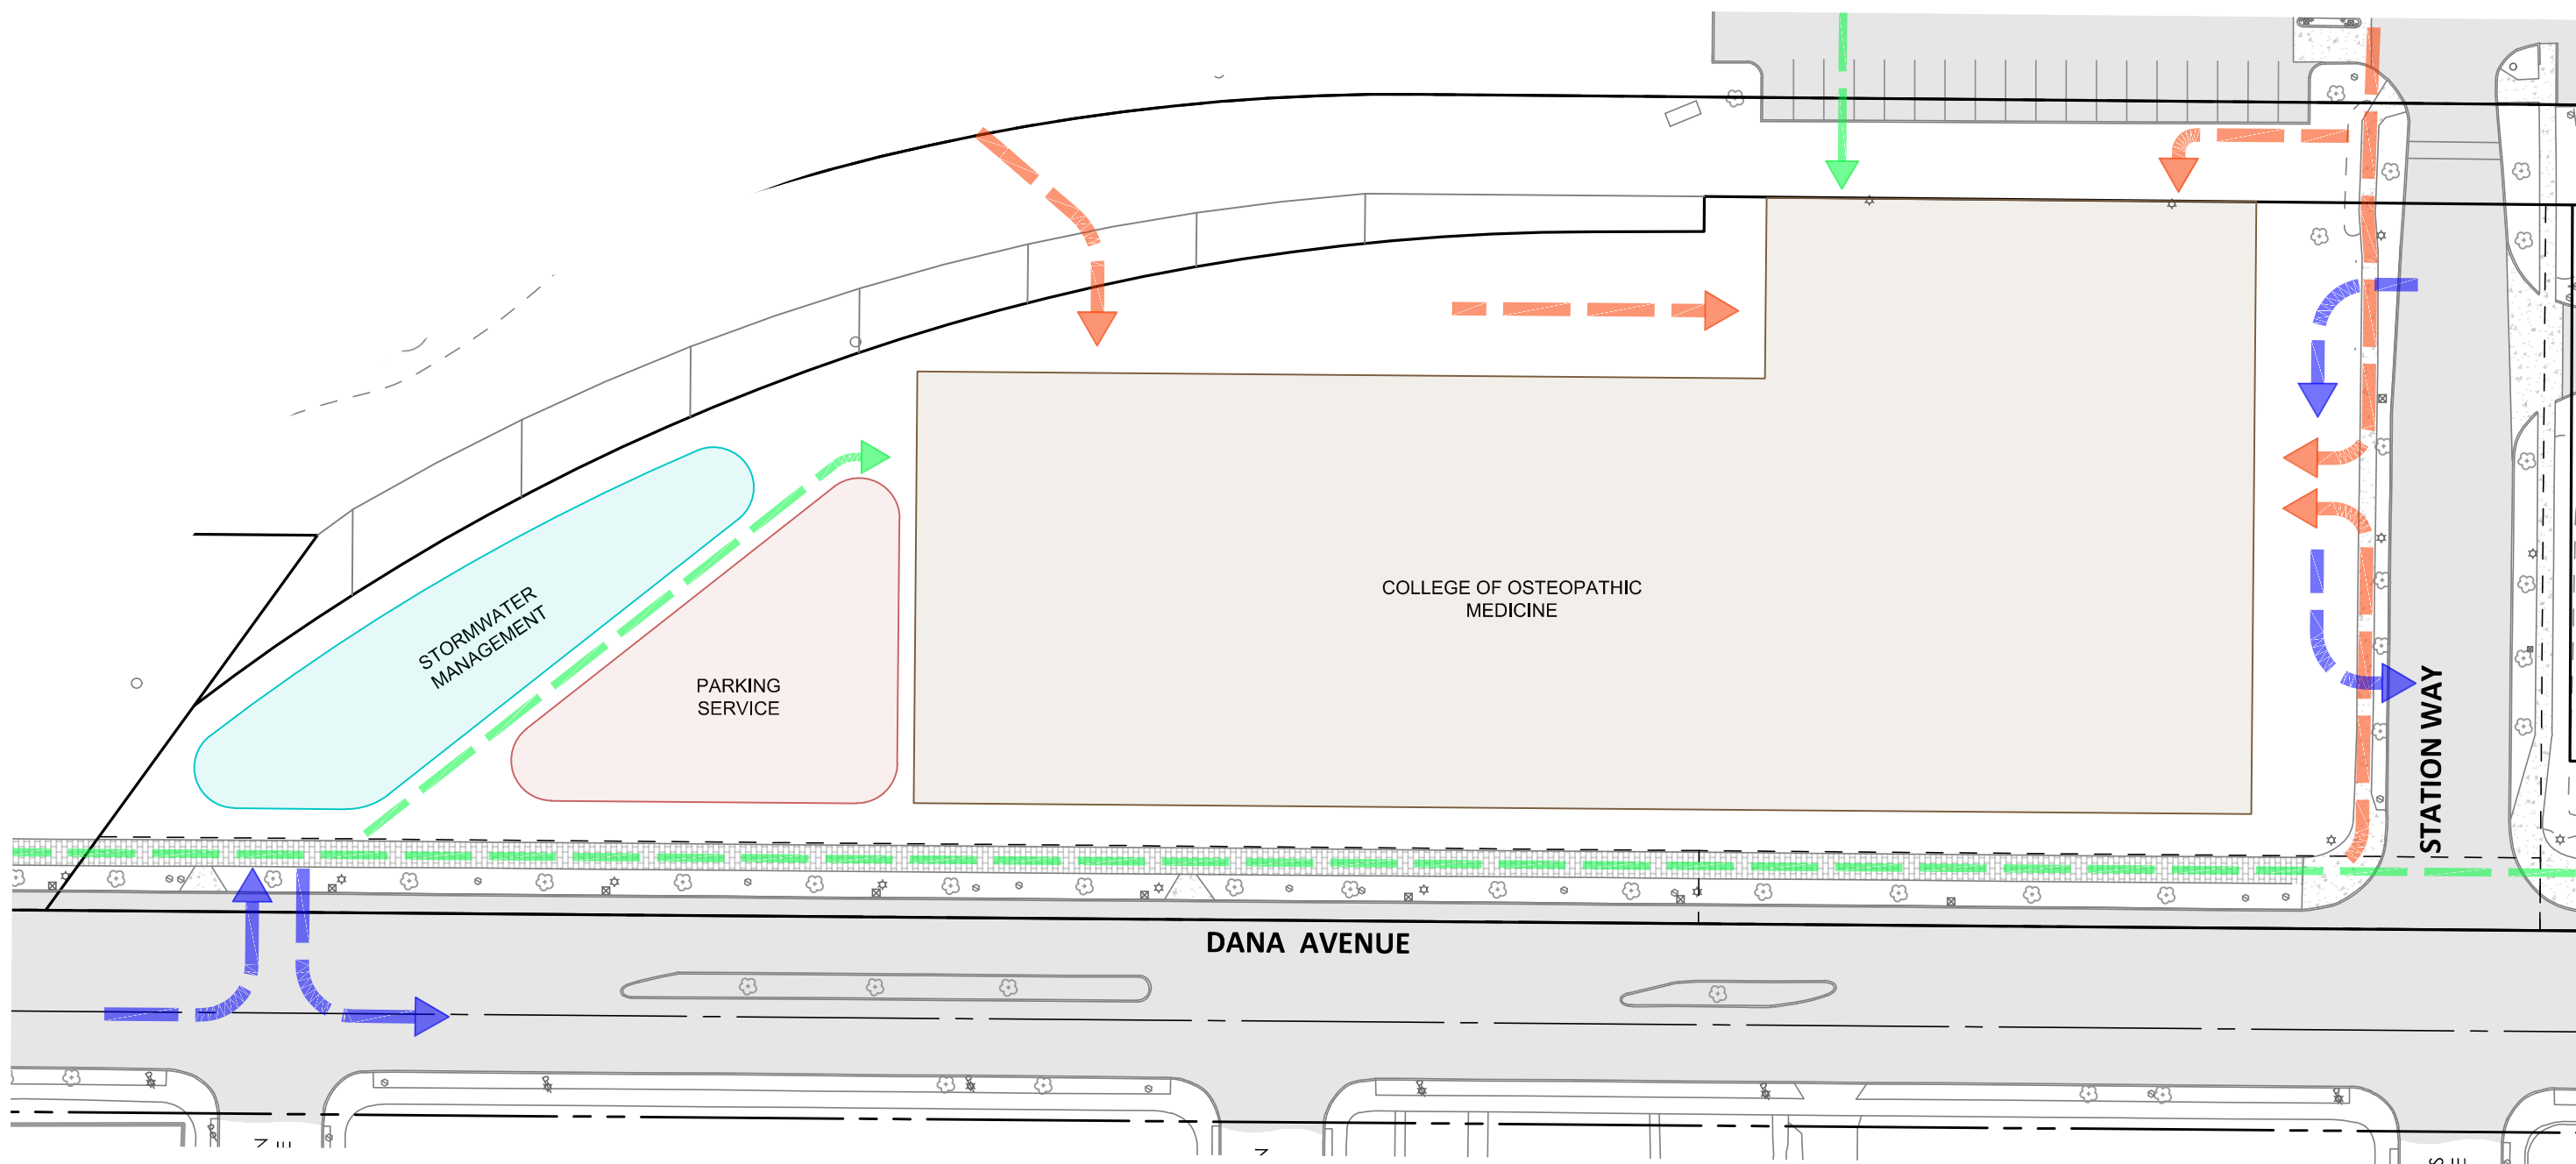 STORMWATER
MANAGEMENT
PARKING
SERVICE
COLLEGE OF OSTEOPATHIC
MEDICINE
STATION WAY
DANA AVENUE